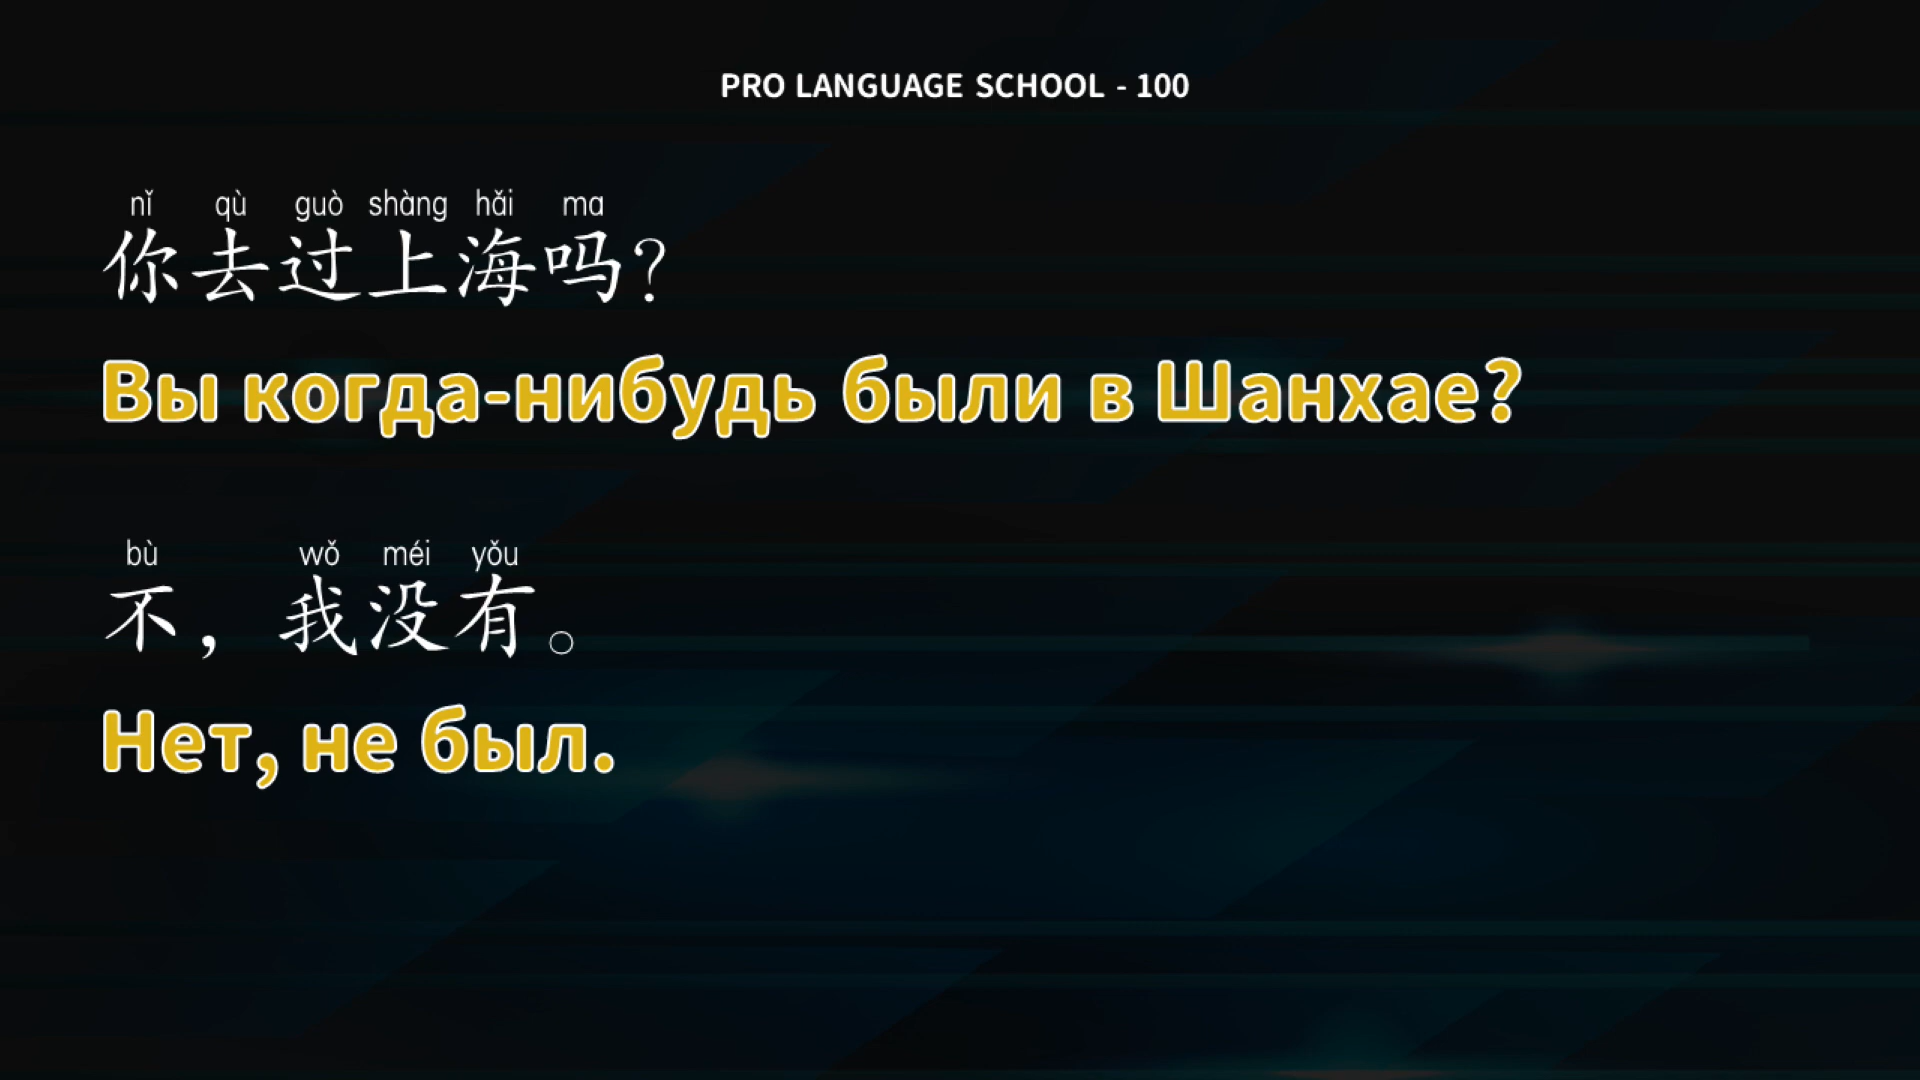 PRO LANGUAGE SCHOOL - 100
nǐ qù guò shàng hǎi ma
你去过上海吗?
Вы когда-нибудь были в Шанхае?
bù wǒ méi yǒu
不，我没有。
Нет, не был.